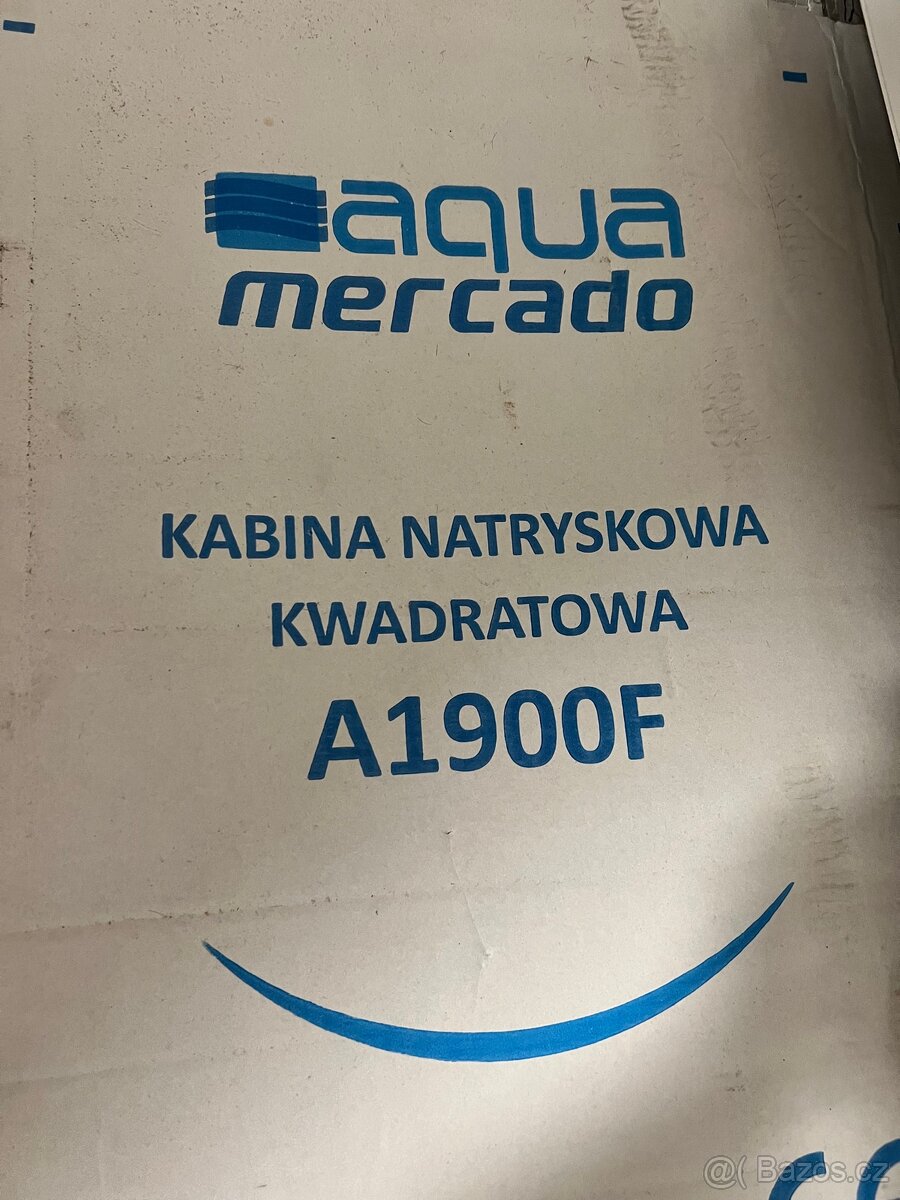 aqua
mercado
KABINA NATRYSKOWA
KWADRATOWA
A1900F
@( Bazos.cz